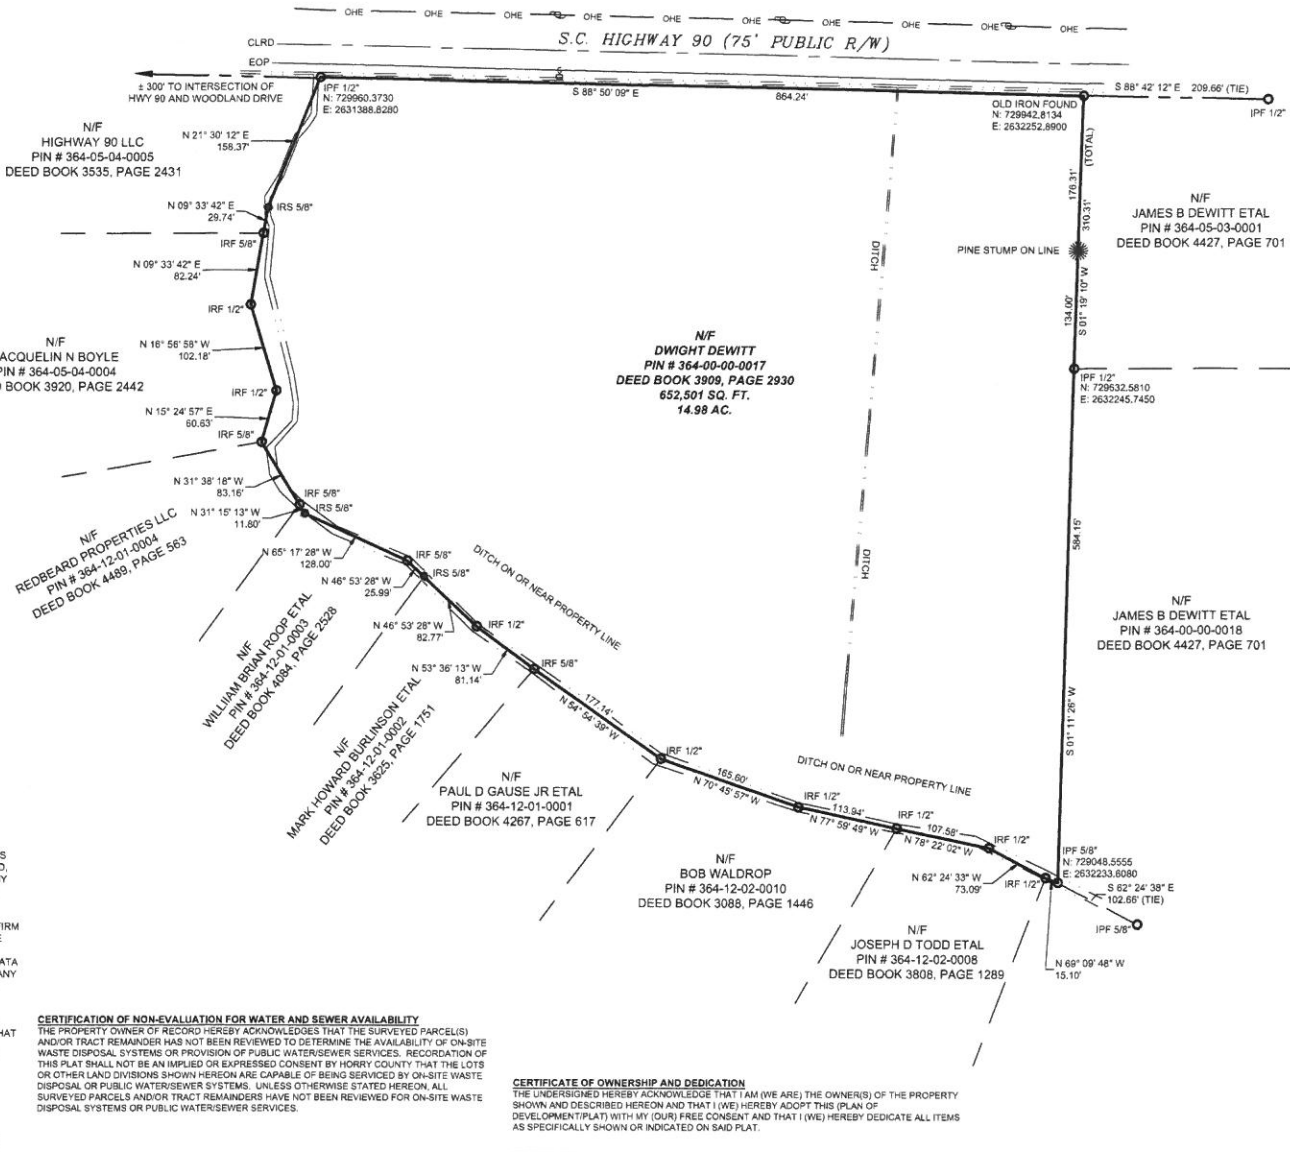 OHE OHE OHE OHE OHE OHE OHE OHE OHE OHE
S.C. HIGHWAY 90 (75' PUBLIC R/W)
CLRD
EOP
± 300' TO INTERSECTION OF
HWY 90 AND WOODLAND DRIVE
IPF 1/2"
N: 729960.3730
E: 2631388.8280
S 88° 50' 09" E
864.24'
S 88° 42' 12" E 209.66' (TIE)
IPF 1/2"
OLD IRON FOUND
N: 729942.8134
E: 2632252.8900
N/F
HIGHWAY 90 LLC
PIN # 364-05-04-0005
DEED BOOK 3535, PAGE 2431
N 21° 30' 12" E
158.37'
N 09° 33' 42" E
29.74'
IRS 5/8"
IRF 5/8"
N 09° 33' 42" E
82.24'
IRF 1/2"
N/F
ACQUELIN N BOYLE
PIN # 364-05-04-0004
BOOK 3920, PAGE 2442
N 16° 56' 58" W
102.18'
IRF 1/2"
N 15° 24' 57" E
60.63'
IRF 5/8"
N 31° 38' 18" W
83.16'
IRF 5/8"
IRS 5/8"
N 31° 15' 13" W
11.80'
N/F
REDBEARD PROPERTIES LLC
PIN # 364-12-01-0004
DEED BOOK 4489, PAGE 563
N 65° 17' 28" W
128.00'
IRF 5/8"
N 46° 53' 28" W
25.99'
IRS 5/8"
DITCH ON OR NEAR PROPERTY LINE
N 46° 53' 28" W
82.77'
IRF 1/2"
N/F
WILLIIAM BRIAN ROOP ETAL
PIN # 364-12-01-0003
DEED BOOK 4084, PAGE 2528
N 53° 36' 13" W
81.14'
IRF 5/8"
N/F
MARK HOWARD BURLINSON ETAL
PIN # 364-12-01-0002
DEED BOOK 3625, PAGE 1751
177.14'
N 54° 54' 39" W
IRF 1/2"
N/F
PAUL D GAUSE JR ETAL
PIN # 364-12-01-0001
DEED BOOK 4267, PAGE 617
165.60'
N 70° 45' 57" W
IRF 1/2"
DITCH ON OR NEAR PROPERTY LINE
113.94'
N 77° 59' 49" W
IRF 1/2"
107.58'
N 78° 22' 02" W
IRF 1/2"
N/F
BOB WALDROP
PIN # 364-12-02-0010
DEED BOOK 3088, PAGE 1446
N 62° 24' 33" W
73.09'
IRF 1/2"
N/F
JOSEPH D TODD ETAL
PIN # 364-12-02-0008
DEED BOOK 3808, PAGE 1289
N 69° 09' 48" W
15.10'
IPF 5/8"
N: 729048.5555
E: 2632233.6080
S 62° 24' 38" E
102.66' (TIE)
IPF 5/8"
DITCH
DITCH
N/F
DWIGHT DEWITT
PIN # 364-00-00-0017
DEED BOOK 3909, PAGE 2930
652,501 SQ. FT.
14.98 AC.
(TOTAL)
176.31'
310.31'
PINE STUMP ON LINE
134.00'
S 01° 19' 10" W
IPF 1/2"
N: 729632.5810
E: 2632245.7450
584.15'
S 01° 11' 26" W
N/F
JAMES B DEWITT ETAL
PIN # 364-05-03-0001
DEED BOOK 4427, PAGE 701
N/F
JAMES B DEWITT ETAL
PIN # 364-00-00-0018
DEED BOOK 4427, PAGE 701
IRM
ATA
ANY
HAT
CERTIFICATION OF NON-EVALUATION FOR WATER AND SEWER AVAILABILITY
THE PROPERTY OWNER OF RECORD HEREBY ACKNOWLEDGES THAT THE SURVEYED PARCEL(S)
AND/OR TRACT REMAINDER HAS NOT BEEN REVIEWED TO DETERMINE THE AVAILABILITY OF ON-SITE
WASTE DISPOSAL SYSTEMS OR PROVISION OF PUBLIC WATER/SEWER SERVICES. RECORDATION OF
THIS PLAT SHALL NOT BE AN IMPLIED OR EXPRESSED CONSENT BY HORRY COUNTY THAT THE LOTS
OR OTHER LAND DIVISIONS SHOWN HEREON ARE CAPABLE OF BEING SERVICED BY ON-SITE WASTE
DISPOSAL OR PUBLIC WATER/SEWER SYSTEMS. UNLESS OTHERWISE STATED HEREON, ALL
SURVEYED PARCELS AND/OR TRACT REMAINDERS HAVE NOT BEEN REVIEWED FOR ON-SITE WASTE
DISPOSAL SYSTEMS OR PUBLIC WATER/SEWER SERVICES.
CERTIFICATE OF OWNERSHIP AND DEDICATION
THE UNDERSIGNED HEREBY ACKNOWLEDGE THAT I AM (WE ARE) THE OWNER(S) OF THE PROPERTY
SHOWN AND DESCRIBED HEREON AND THAT I (WE) HEREBY ADOPT THIS (PLAN OF
DEVELOPMENT/PLAT) WITH MY (OUR) FREE CONSENT AND THAT I (WE) HEREBY DEDICATE ALL ITEMS
AS SPECIFICALLY SHOWN OR INDICATED ON SAID PLAT.